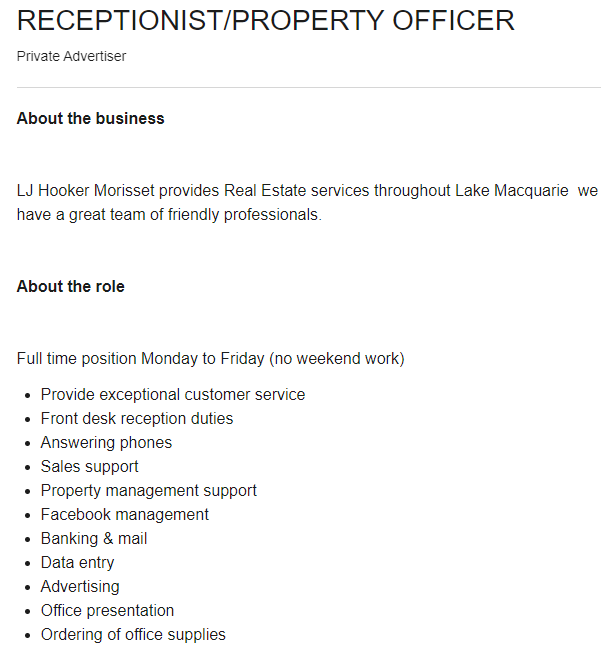 RECEPTIONIST/PROPERTY OFFICER
Private Advertiser
About the business
LJ Hooker Morisset provides Real Estate services throughout Lake Macquarie  we
have a great team of friendly professionals.
About the role
Full time position Monday to Friday (no weekend work)
• Provide exceptional customer service
• Front desk reception duties
• Answering phones
• Sales support
• Property management support
• Facebook management
• Banking & mail
• Data entry
• Advertising
• Office presentation
• Ordering of office supplies